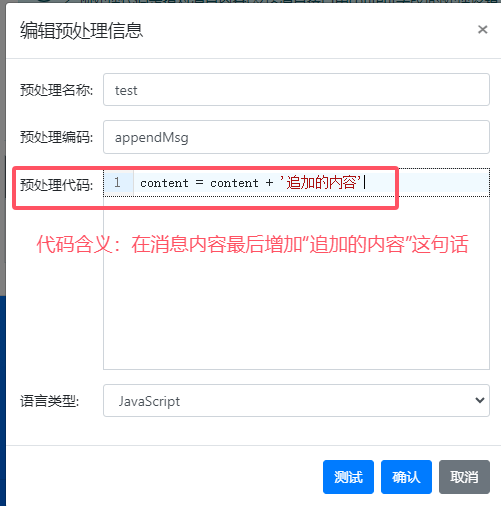 编辑预处理信息 ×
预处理名称: test
预处理编码: appendMsg
预处理代码: 1 content = content + '追加的内容'
代码含义：在消息内容最后增加“追加的内容”这句话
语言类型: JavaScript
测试 确认 取消